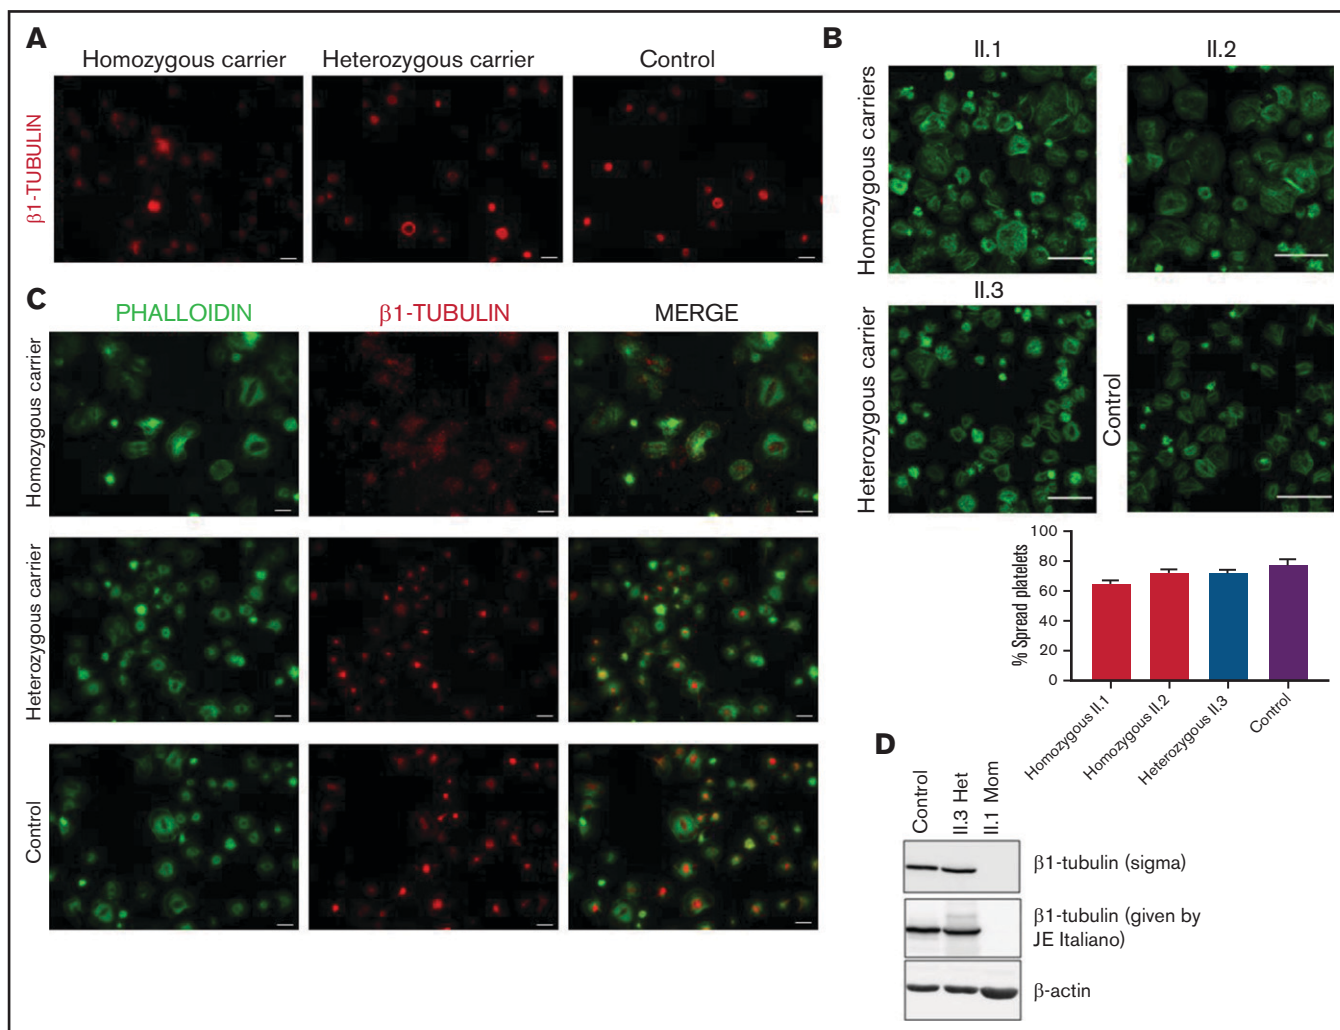 A
Homozygous carrier
Heterozygous carrier
Control
β1-TUBULIN
B
II.1
II.2
Homozygous carriers
II.3
Heterozygous carrier
Control
% Spread platelets
100
80
60
40
20
0
Homozygous II.1
Homozygous II.2
Heterozygous II.3
Control
C
PHALLOIDIN
β1-TUBULIN
MERGE
Homozygous carrier
Heterozygous carrier
Control
D
Control
II.3 Het
II.1 Mom
β1-tubulin (sigma)
β1-tubulin (given by
JE Italiano)
β-actin